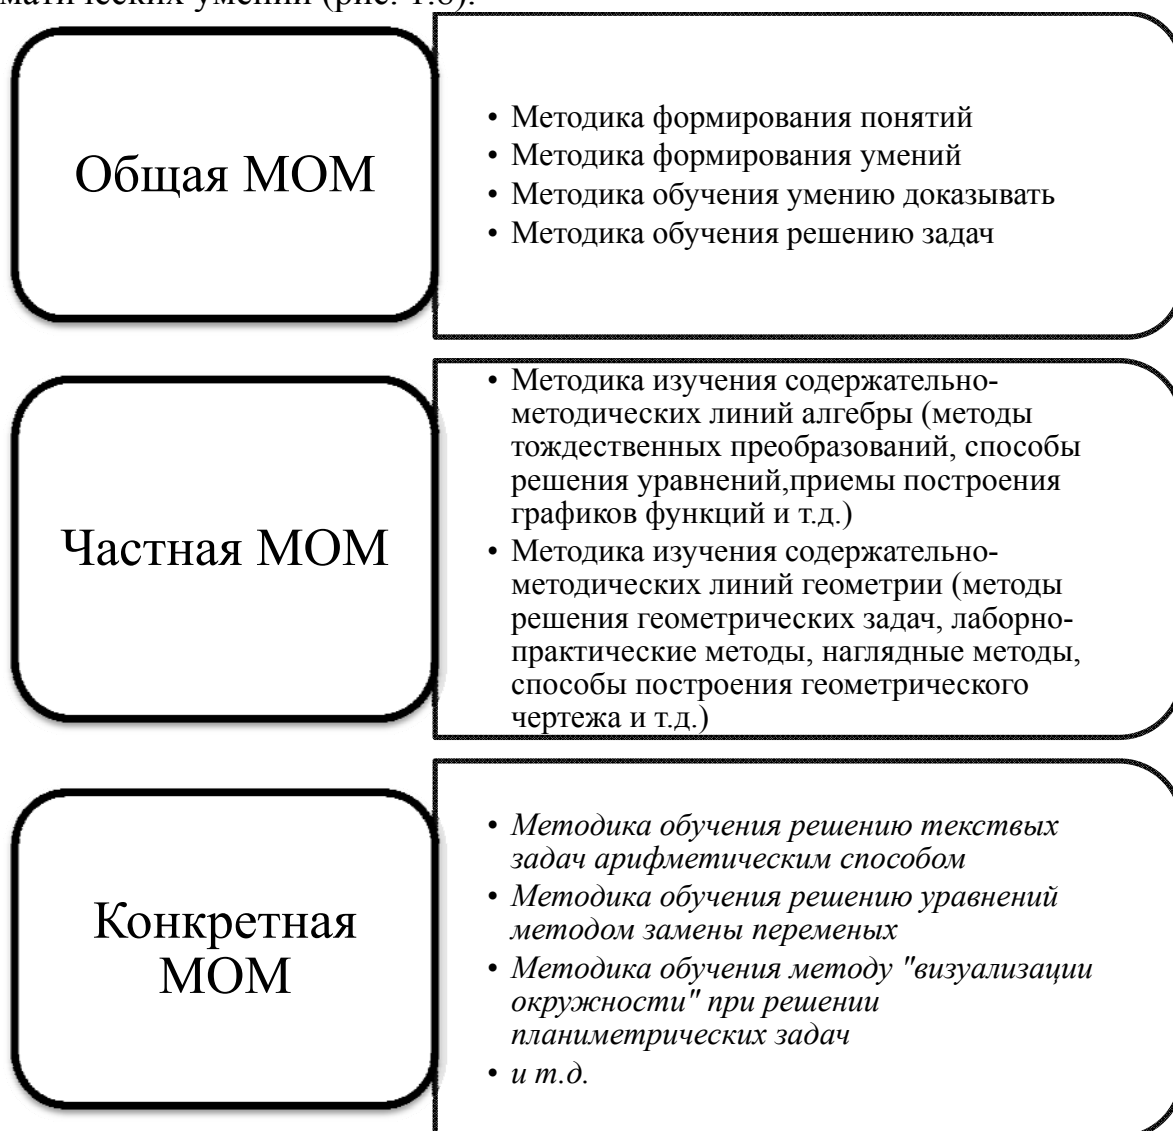 матических умений (рис. 1.8).
Общая МОМ
• Методика формирования понятий
• Методика формирования умений
• Методика обучения умению доказывать
• Методика обучения решению задач
Частная МОМ
• Методика изучения содержательно-
методических линий алгебры (методы
тождественных преобразований, способы
решения уравнений,приемы построения
графиков функций и т.д.)
• Методика изучения содержательно-
методических линий геометрии (методы
решения геометрических задач, лаборно-
практические методы, наглядные методы,
способы построения геометрического
чертежа и т.д.)
Конкретная
МОМ
• Методика обучения решению текствых
задач арифметическим способом
• Методика обучения решению уравнений
методом замены переменых
• Методика обучения методу "визуализации
окружности" при решении
планиметрических задач
• и т.д.